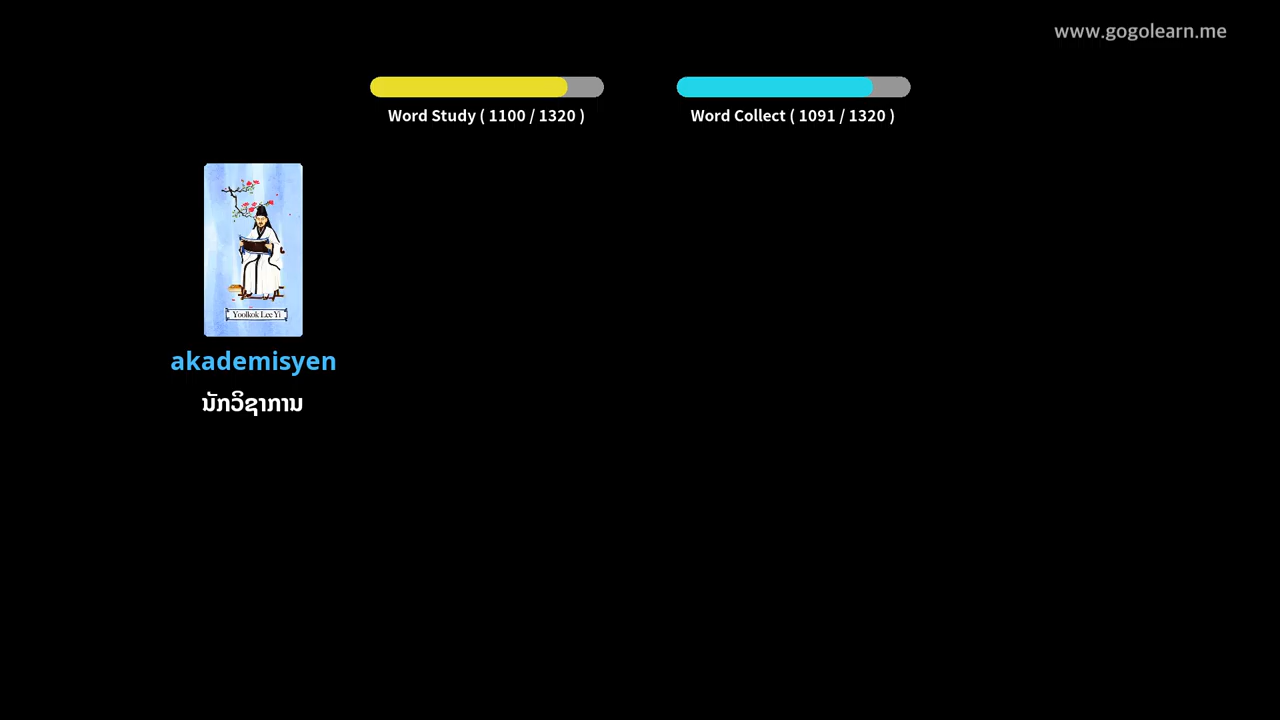 www.gogolearn.me
Word Study ( 1100 / 1320 )
Word Collect ( 1091 / 1320 )
Yoolkok Lee Yi
akademisyen
ນັກວິຊາການ